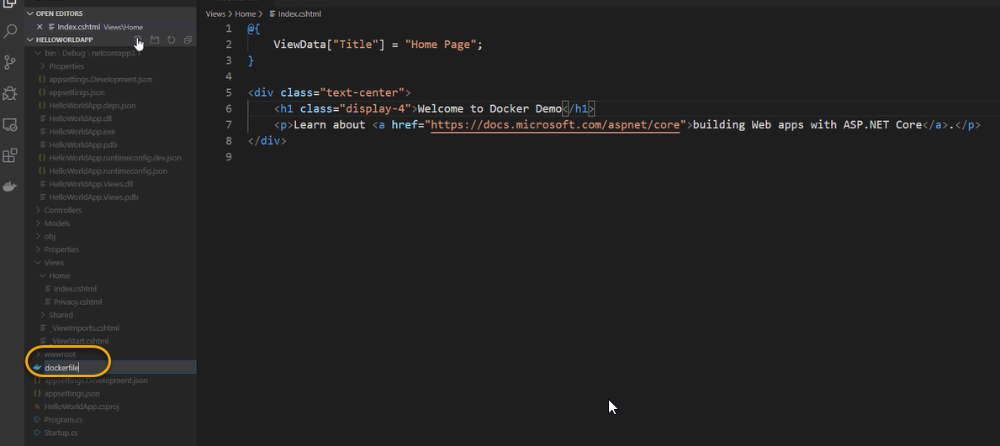 OPEN EDITORS
Index.cshtml Views\Home
HELLOWORLDAPP
bin \ Debug \ netcoreapp3.1
Properties
appsettings.Development.json
appsettings.json
HelloWorldApp.deps.json
HelloWorldApp.dll
HelloWorldApp.exe
HelloWorldApp.pdb
HelloWorldApp.runtimeconfig.dev.json
HelloWorldApp.runtimeconfig.json
HelloWorldApp.Views.dll
HelloWorldApp.Views.pdb
Controllers
Models
obj
Properties
Views
Home
Index.cshtml
Privacy.cshtml
Shared
_ViewImports.cshtml
_ViewStart.cshtml
wwwroot
dockerfile
appsettings.Development.json
appsettings.json
HelloWorldApp.csproj
Program.cs
Startup.cs
Views > Home > Index.cshtml
1 @{
2 ViewData["Title"] = "Home Page";
3 }
4
5 <div class="text-center">
6 <h1 class="display-4">Welcome to Docker Demo</h1>
7 <p>Learn about <a href="https://docs.microsoft.com/aspnet/core">building Web apps with ASP.NET Core</a>.</p>
8 </div>
9